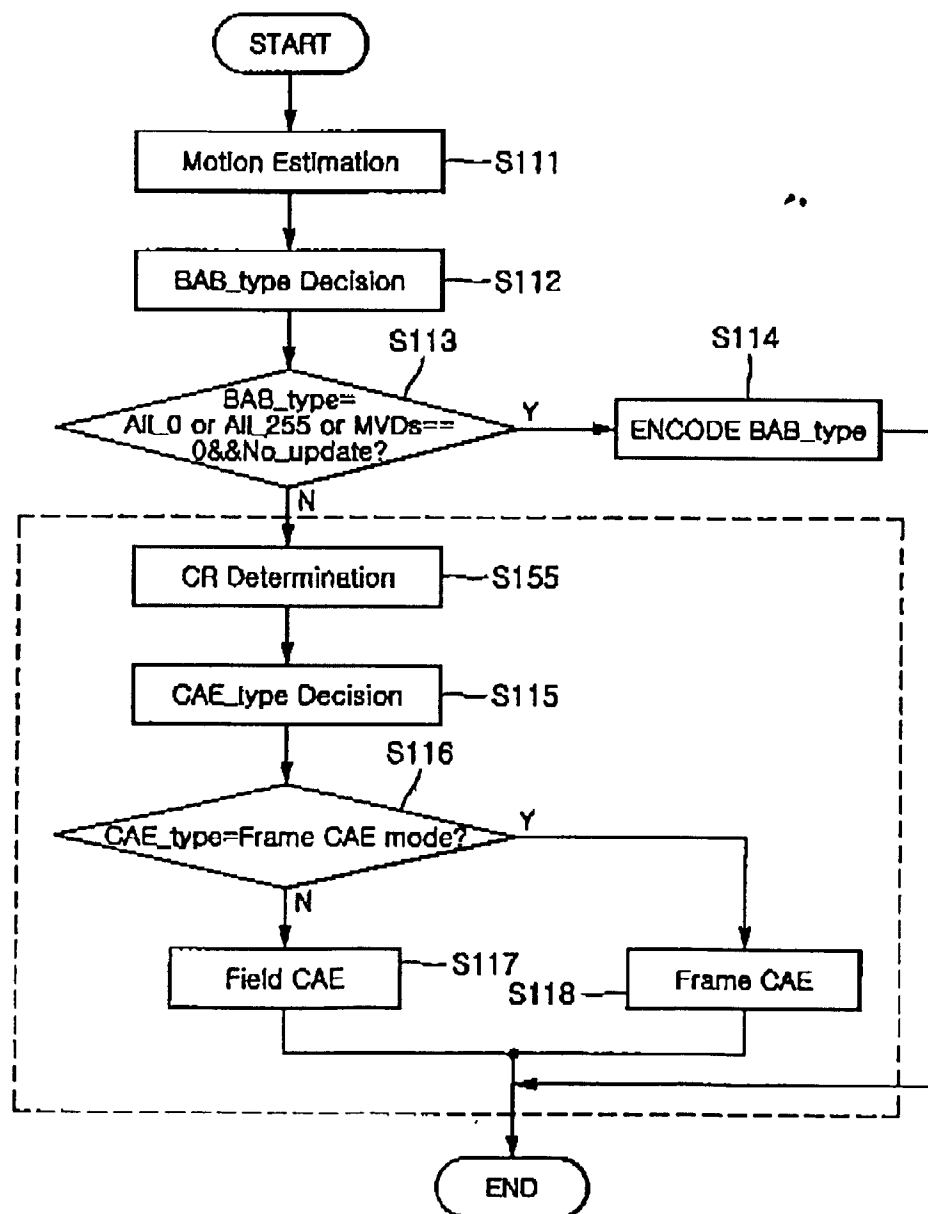 START
Motion Estimation
S111
BAB_type Decision
S112
S113
BAB_type=
All_0 or All_255 or MVDs==
0&&No_update?
Y
N
S114
ENCODE BAB_type
CR Determination
S155
CAE_type Decision
S115
S116
CAE_type=Frame CAE mode?
Y
N
Field CAE
S117
S118
Frame CAE
END